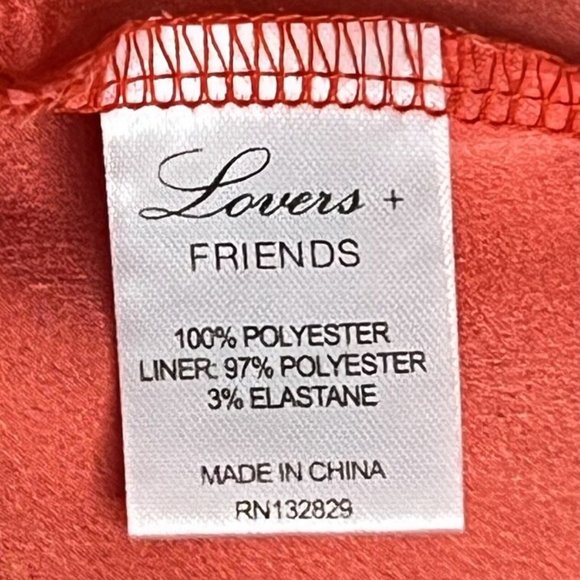 Lovers +
FRIENDS
100% POLYESTER
LINER: 97% POLYESTER
3% ELASTANE
MADE IN CHINA
RN132829